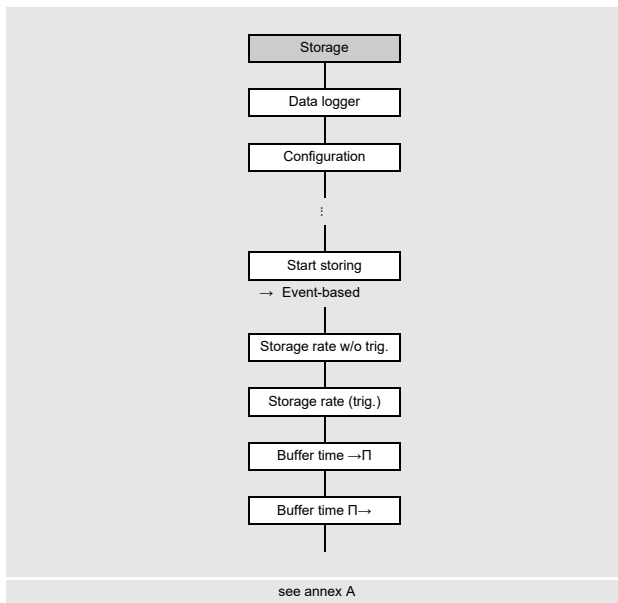 Storage
Data logger
Configuration
⋮
Start storing
→ Event-based
Storage rate w/o trig.
Storage rate (trig.)
Buffer time →Π
Buffer time Π→
see annex A